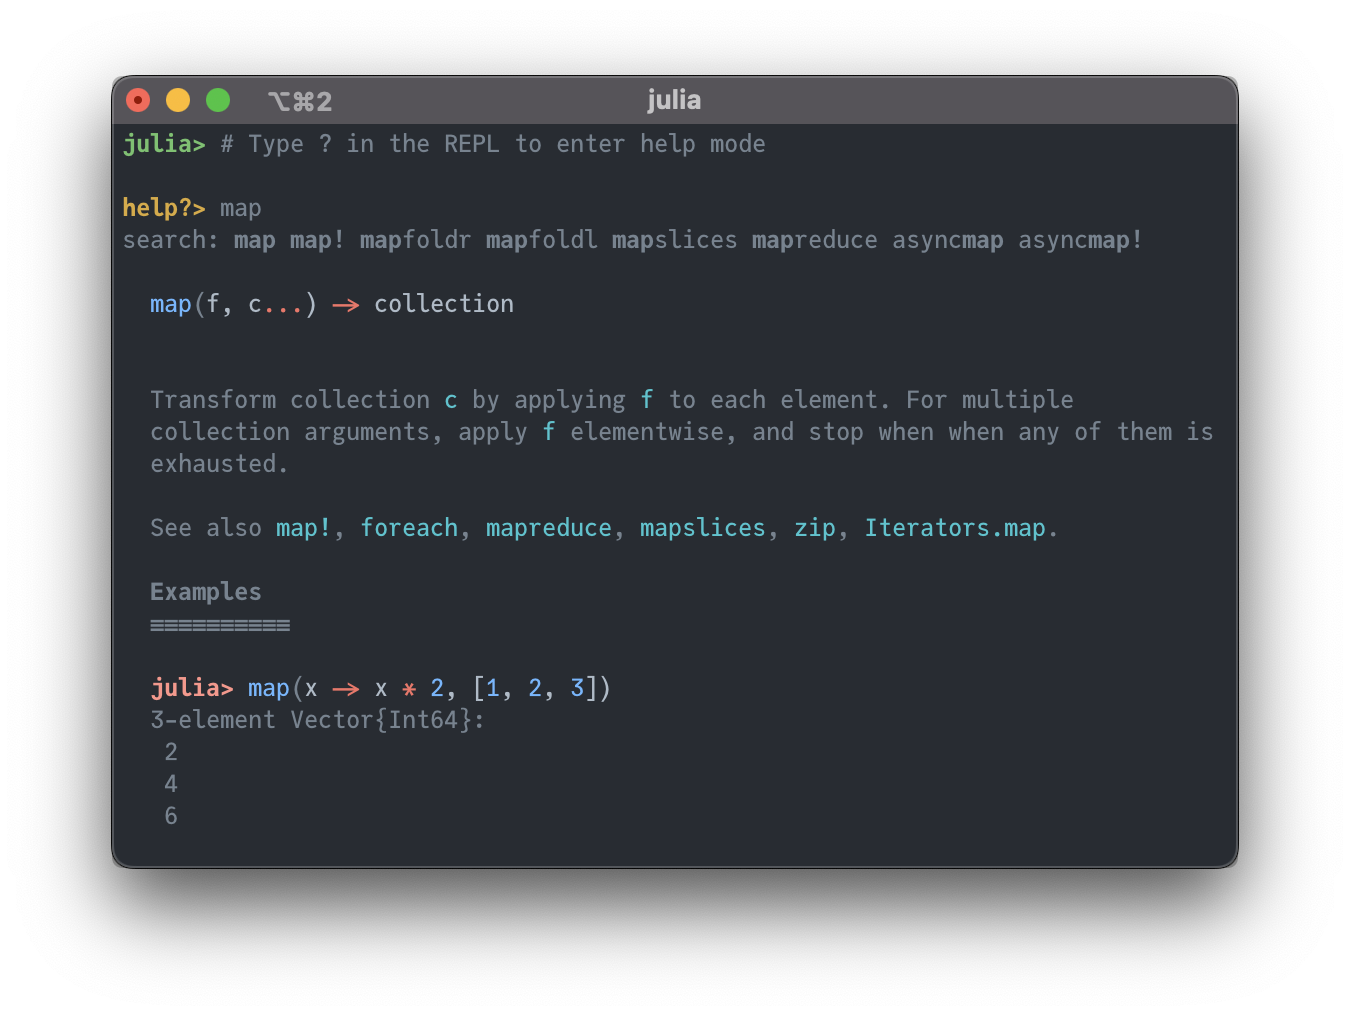 ⌥⌘2 julia
julia> # Type ? in the REPL to enter help mode
help?> map
search: map map! mapfoldr mapfoldl mapslices mapreduce asyncmap asyncmap!
map(f, c...) -> collection
Transform collection c by applying f to each element. For multiple
collection arguments, apply f elementwise, and stop when when any of them is
exhausted.
See also map!, foreach, mapreduce, mapslices, zip, Iterators.map.
Examples
≡≡≡≡≡≡≡≡≡≡
julia> map(x -> x * 2, [1, 2, 3])
3-element Vector{Int64}:
2
4
6